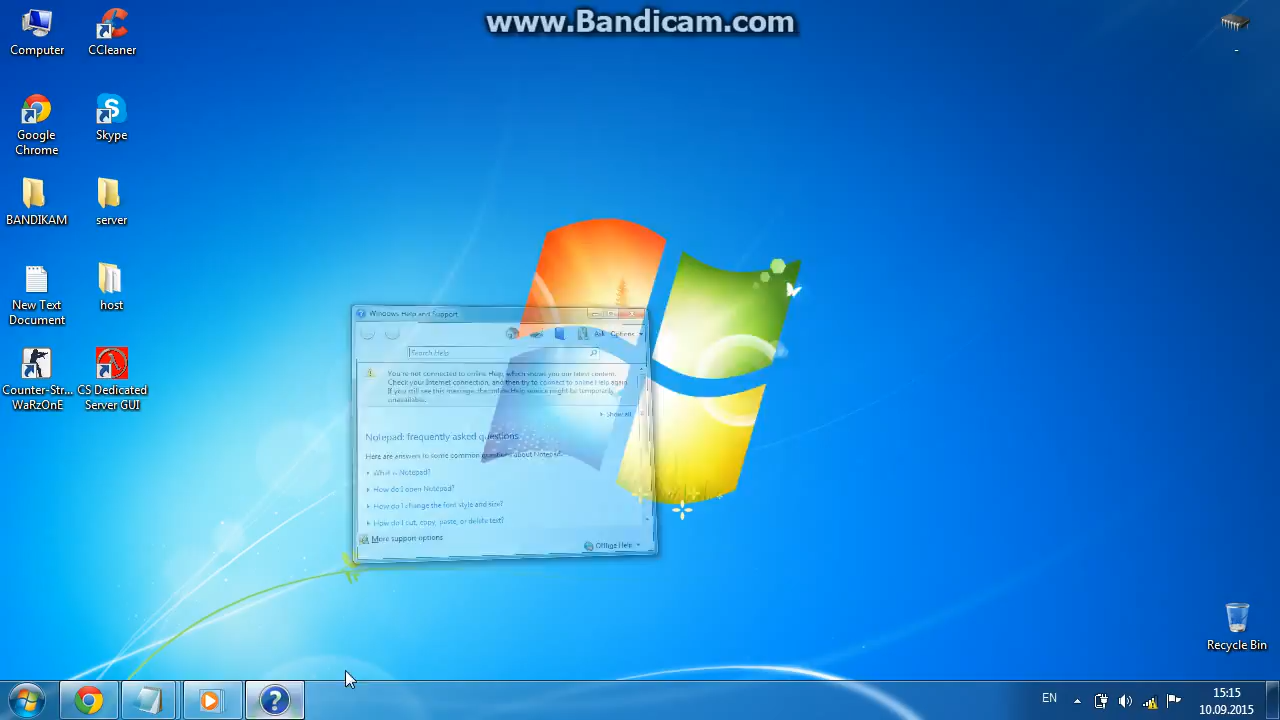 www.Bandicam.com
Computer
CCleaner
-
Google
Chrome
Skype
BANDIKAM
server
New Text
Document
host
Counter-Str...
WaRzOnE
CS Dedicated
Server GUI
Windows Help and Support
Ask
Options
Search Help
You're not connected to online Help, which shows you our latest content.
Check your Internet connection, and then try to connect to online Help again.
If you still see this message, the online Help service might be temporarily
unavailable.
Show all
Notepad: frequently asked questions
Here are answers to some common questions about Notepad.
What is Notepad?
How do I open Notepad?
How do I change the font style and size?
How do I cut, copy, paste, or delete text?
More support options
Offline Help
Recycle Bin
EN
15:15
10.09.2015